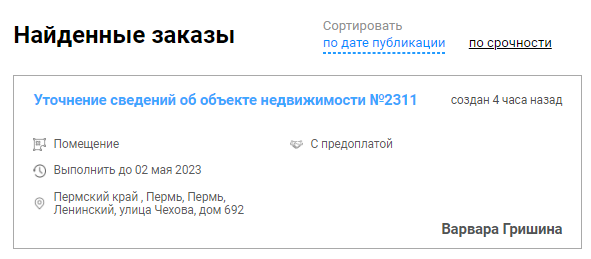 Найденные заказы
Сортировать
по дате публикации по срочности
Уточнение сведений об объекте недвижимости №2311
создан 4 часа назад
Помещение
С предоплатой
Выполнить до 02 мая 2023
Пермский край , Пермь, Пермь,
Ленинский, улица Чехова, дом 692
Варвара Гришина